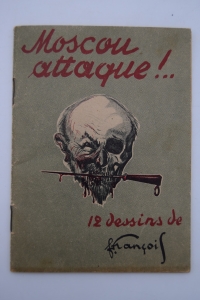 Moscou
attaque!..
12 dessins de
françois